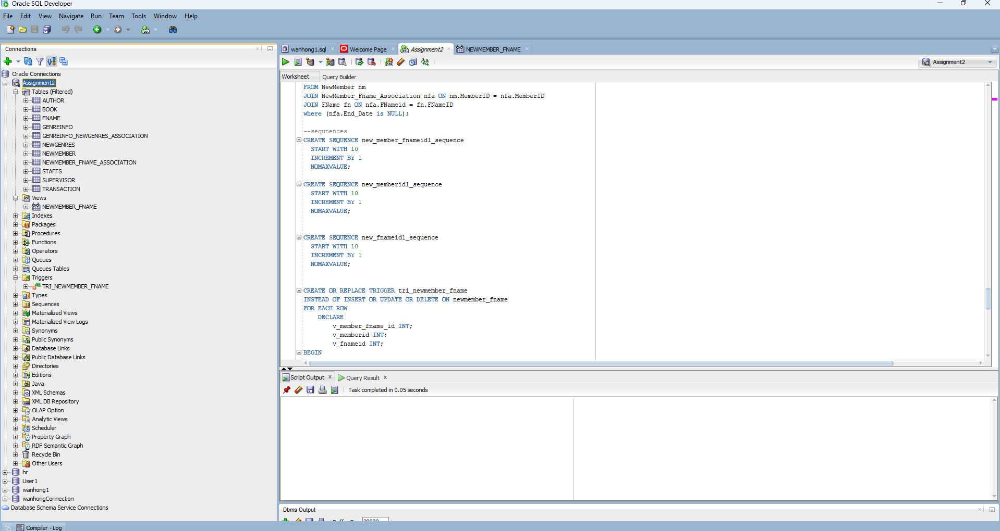 Oracle SQL Developer
File Edit View Navigate Run Team Tools Window Help
Connections
Oracle Connections
Assignment2
Tables (Filtered)
AUTHOR
BOOK
FNAME
GENREINFO
GENREINFO_NEWGENRES_ASSOCIATION
NEWGENRES
NEWMEMBER
NEWMEMBER_FNAME_ASSOCIATION
STAFFS
SUPERVISOR
TRANSACTION
Views
NEWMEMBER_FNAME
Indexes
Packages
Procedures
Functions
Operators
Queues
Queues Tables
Triggers
TRI_NEWMEMBER_FNAME
Types
Sequences
Materialized Views
Materialized View Logs
Synonyms
Public Synonyms
Database Links
Public Database Links
Directories
Editions
Java
XML Schemas
XML DB Repository
OLAP Option
Analytic Views
Scheduler
Property Graph
RDF Semantic Graph
Recycle Bin
Other Users
hr
User1
wanhong1
wanhongConnection
Database Schema Service Connections
wanhong1.sql Welcome Page Assignment2 NEWMEMBER_FNAME
Assignment2
Worksheet Query Builder
FROM NewMember nm
JOIN NewMember_Fname_Association nfa ON nm.MemberID = nfa.MemberID
JOIN FName fn ON nfa.FNameid = fn.FNameID
where (nfa.End_Date is NULL);
--sequnences
CREATE SEQUENCE new_member_fnameid1_sequence
START WITH 10
INCREMENT BY 1
NOMAXVALUE;
CREATE SEQUENCE new_memberid1_sequence
START WITH 10
INCREMENT BY 1
NOMAXVALUE;
CREATE SEQUENCE new_fnameid1_sequence
START WITH 10
INCREMENT BY 1
NOMAXVALUE;
CREATE OR REPLACE TRIGGER tri_newmember_fname
INSTEAD OF INSERT OR UPDATE OR DELETE ON newmember_fname
FOR EACH ROW
DECLARE
v_member_fname_id INT;
v_memberid INT;
v_fnameid INT;
BEGIN
Script Output Query Result
Task completed in 0.05 seconds
Dbms Output
Compiler - Log